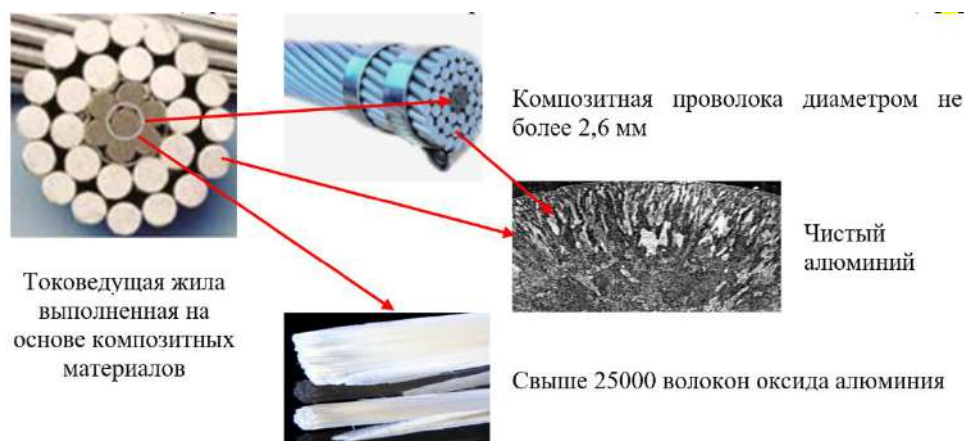 Композитная проволока диаметром не
более 2,6 мм
Чистый
алюминий
Токоведущая жила
выполненная на
основе композитных
материалов
Свыше 25000 волокон оксида алюминия